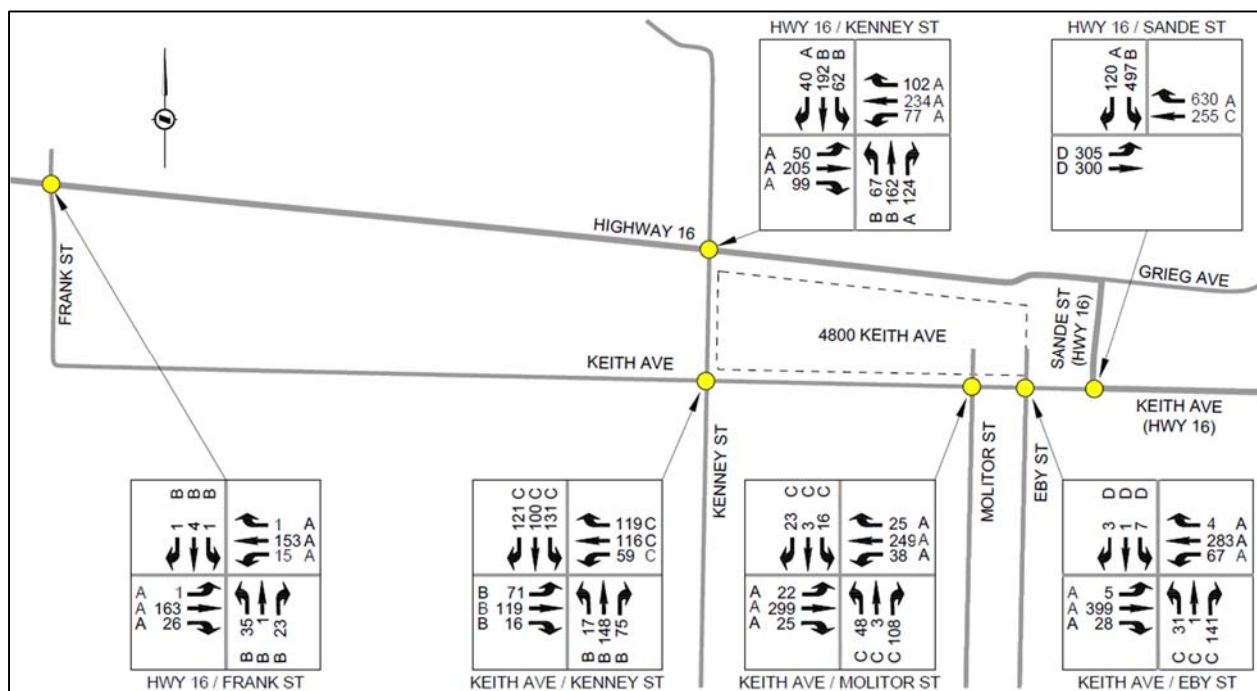 HWY 16 / KENNEY ST
40 A
192 B
62 B
102 A
234 A
77 A
A 50
A 205
A 99
67 B
162 B
124 A
HWY 16 / SANDE ST
120 A
497 B
630 A
255 C
D 305
D 300
HIGHWAY 16
GRIEG AVE
FRANK ST
4800 KEITH AVE
SANDE ST
(HWY 16)
KEITH AVE
KEITH AVE
(HWY 16)
KENNEY ST
MOLITOR ST
EBY ST
1 B
4 B
1 B
1 A
153 A
15 A
A 1
A 163
A 26
35 B
1 B
23 B
HWY 16 / FRANK ST
121 C
100 C
131 C
119 C
116 C
59 C
B 71
B 119
B 16
17 B
148 B
75 B
KEITH AVE / KENNEY ST
23 C
3 C
16 C
25 A
249 A
38 A
A 22
A 299
A 25
48 C
3 C
108 C
KEITH AVE / MOLITOR ST
3 D
1 D
7 D
4 A
283 A
67 A
A 5
A 399
A 28
31 C
1 C
141 C
KEITH AVE / EBY ST